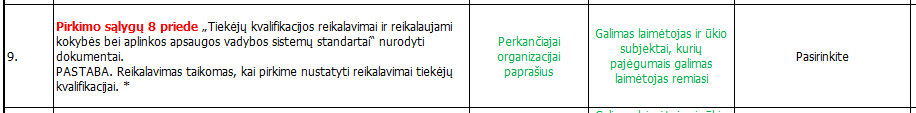 9.
Pirkimo sąlygų 8 priede „Tiekėjų kvalifikacijos reikalavimai ir reikalaujami
kokybės bei aplinkos apsaugos vadybos sistemų standartai“ nurodyti
dokumentai.
PASTABA. Reikalavimas taikomas, kai pirkime nustatyti reikalavimai tiekėjų
kvalifikacijai. *
Perkančiajai
organizacijai
paprašius
Galimas laimėtojas ir ūkio
subjektai, kurių
pajėgumais galimas
laimėtojas remiasi
Pasirinkite